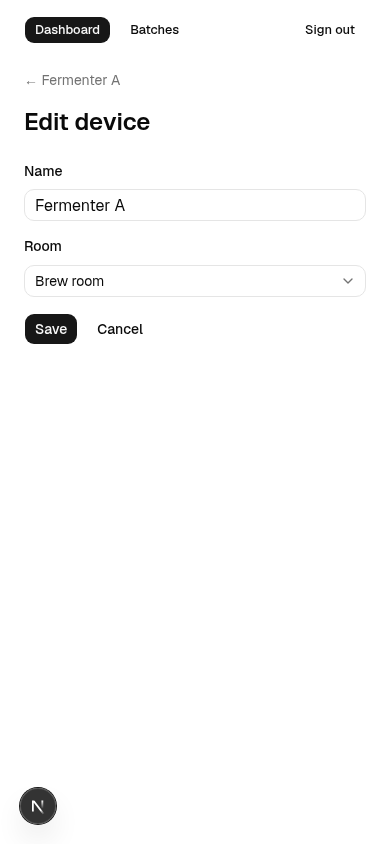 Dashboard Batches Sign out
← Fermenter A
Edit device
Name
Fermenter A
Room
Brew room
Save Cancel
N